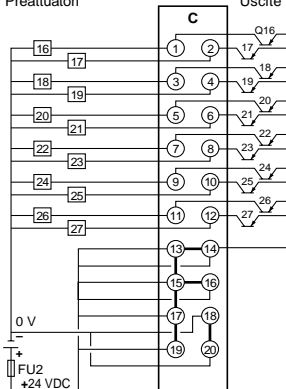 Preattuatori Uscite
C
16 1 2 17 Q16
17
18 3 4 19 18
19
20 5 6 21 20
21
22 7 8 23 22
23
24 9 10 25 24
25
26 11 12 27 26
27
13 14
15 16
0 V 17 18
–
+
FU2 19 20
+24 VDC